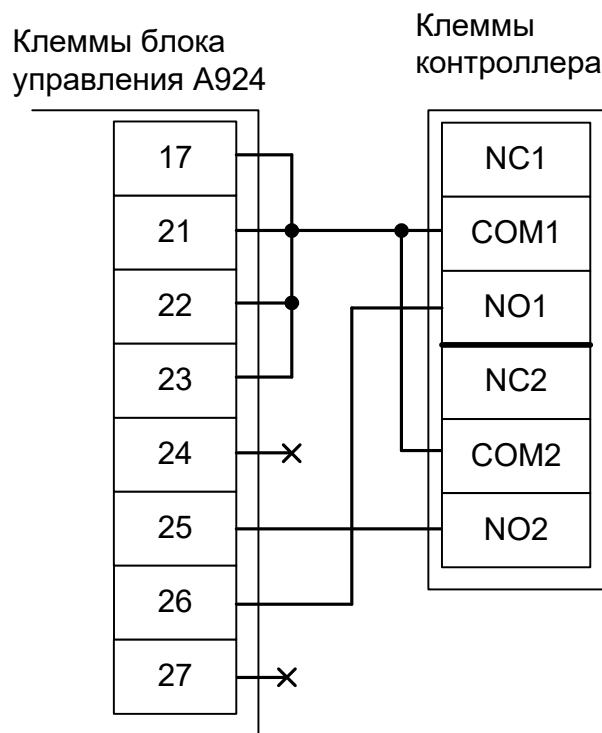 Клеммы блока
управления А924
Клеммы
контроллера
17
21
22
23
24
25
26
27
NC1
COM1
NO1
NC2
COM2
NO2